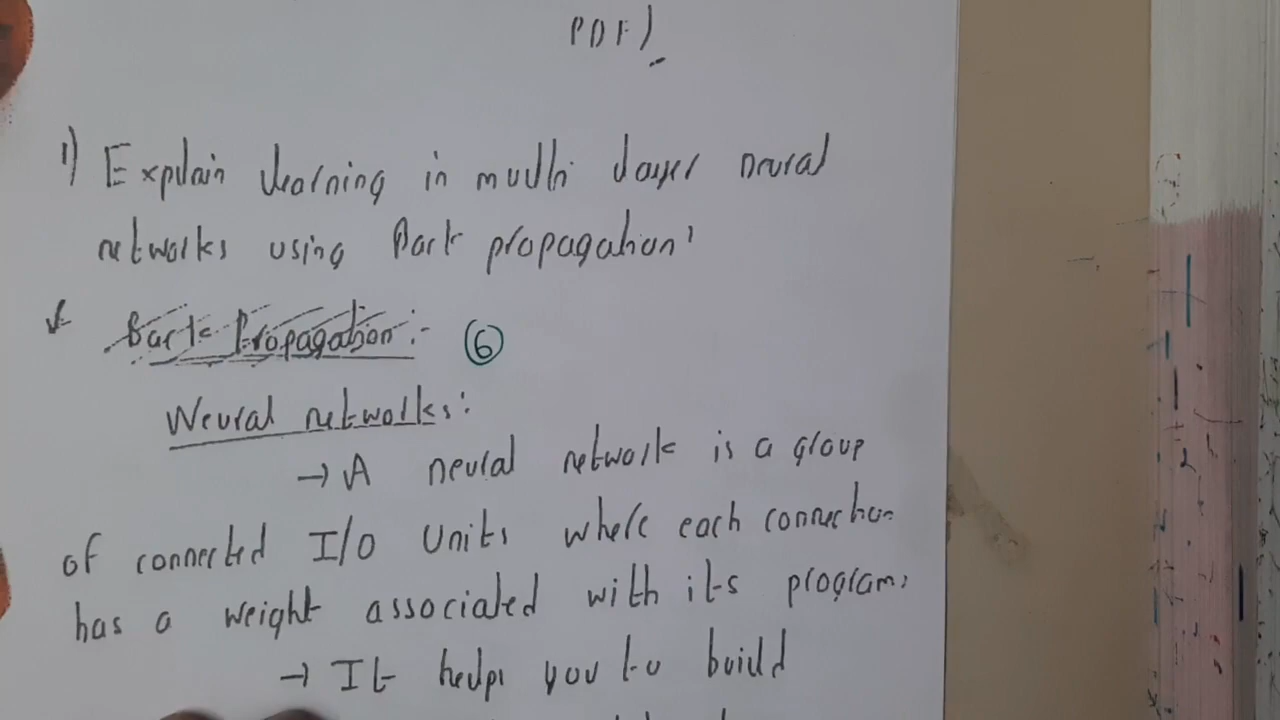 PDF)
1) Explain learning in multi layer neural
networks using Back propagation:
Back Propagation:- 6
Neural networks:
→ A neural network is a group
of connected I/O Units where each connection
has a weight associated with its program.
→ It helps you to build